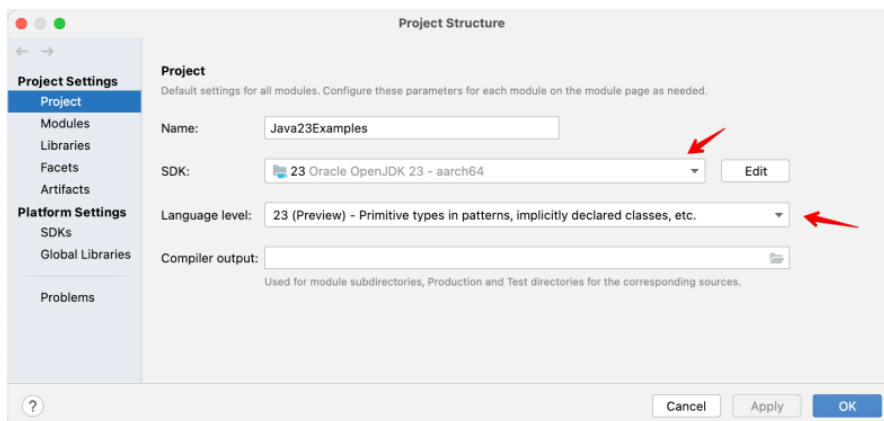 Project Structure
Project Settings
Project
Modules
Libraries
Facets
Artifacts
Platform Settings
SDKs
Global Libraries
Problems
Project
Default settings for all modules. Configure these parameters for each module on the module page as needed.
Name: Java23Examples
SDK: 23 Oracle OpenJDK 23 - aarch64 Edit
Language level: 23 (Preview) - Primitive types in patterns, implicitly declared classes, etc.
Compiler output:
Used for module subdirectories, Production and Test directories for the corresponding sources.
? Cancel Apply OK